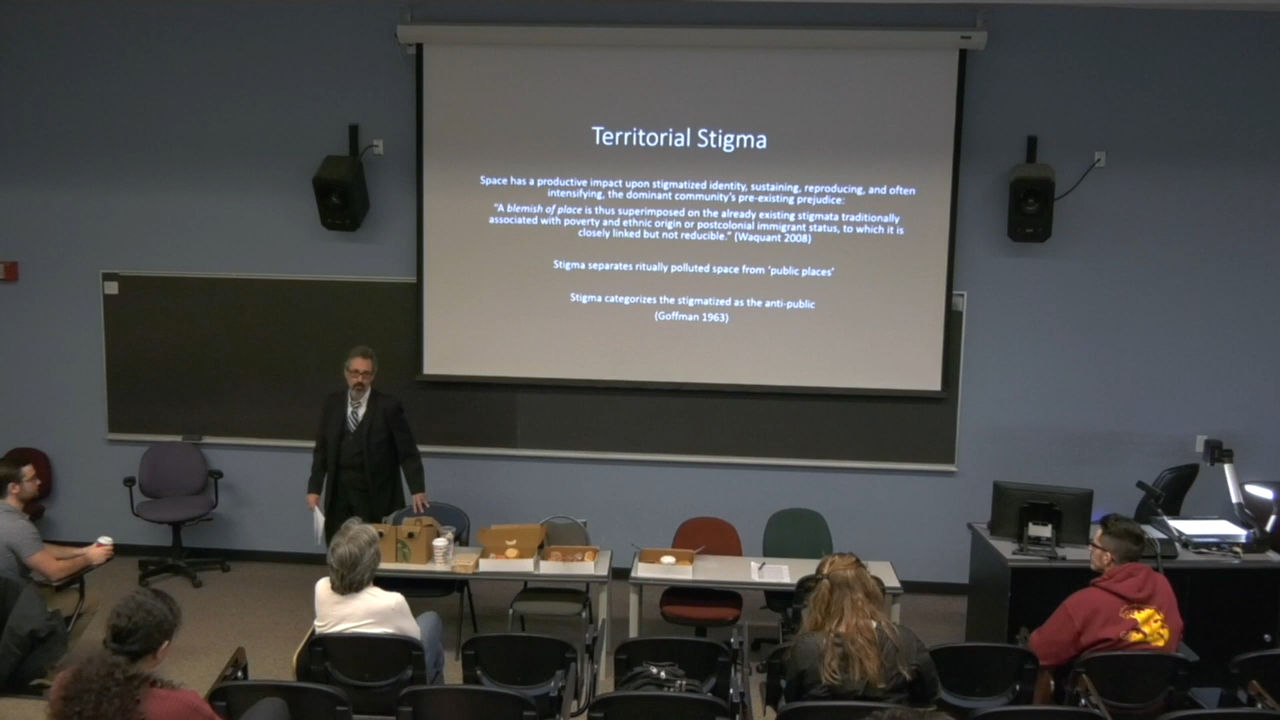 Territorial Stigma
Space has a productive impact upon stigmatized identity, sustaining, reproducing, and often
intensifying, the dominant community's pre-existing prejudice:
"A blemish of place is thus superimposed on the already existing stigmata traditionally
associated with poverty and ethnic origin or postcolonial immigrant status, to which it is
closely linked but not reducible." (Waquant 2008)
Stigma separates ritually polluted space from 'public places'
Stigma categorizes the stigmatized as the anti-public
(Goffman 1963)